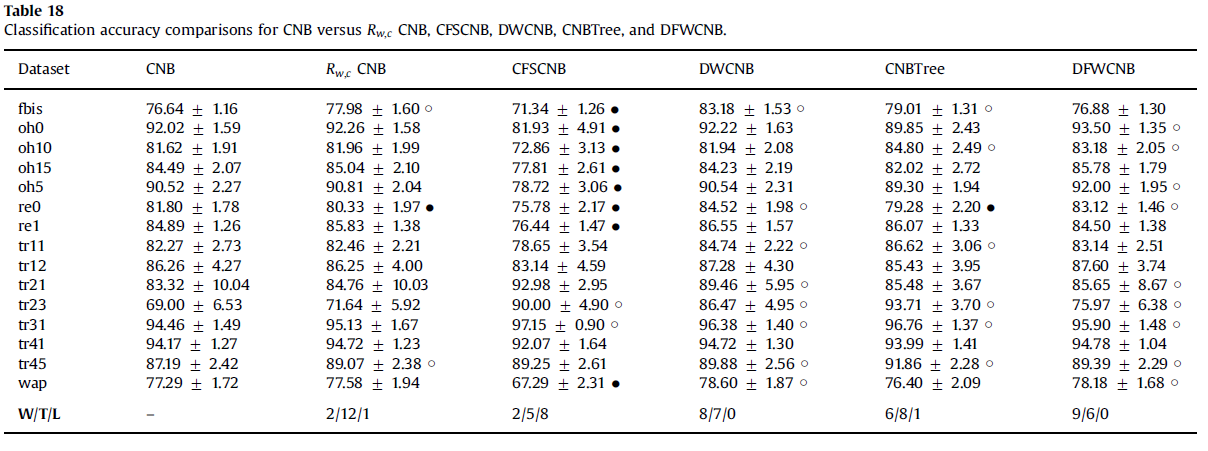 Table 18
Classification accuracy comparisons for CNB versus Rw,c CNB, CFSCNB, DWCNB, CNBTree, and DFWCNB.
Dataset CNB Rw,c CNB CFSCNB DWCNB CNBTree DFWCNB
fbis 76.64 ± 1.16 77.98 ± 1.60 ○ 71.34 ± 1.26 ● 83.18 ± 1.53 ○ 79.01 ± 1.31 ○ 76.88 ± 1.30
oh0 92.02 ± 1.59 92.26 ± 1.58 81.93 ± 4.91 ● 92.22 ± 1.63 89.85 ± 2.43 93.50 ± 1.35 ○
oh10 81.62 ± 1.91 81.96 ± 1.99 72.86 ± 3.13 ● 81.94 ± 2.08 84.80 ± 2.49 ○ 83.18 ± 2.05 ○
oh15 84.49 ± 2.07 85.04 ± 2.10 77.81 ± 2.61 ● 84.23 ± 2.19 82.02 ± 2.72 85.78 ± 1.79
oh5 90.52 ± 2.27 90.81 ± 2.04 78.72 ± 3.06 ● 90.54 ± 2.31 89.30 ± 1.94 92.00 ± 1.95 ○
re0 81.80 ± 1.78 80.33 ± 1.97 ● 75.78 ± 2.17 ● 84.52 ± 1.98 ○ 79.28 ± 2.20 ● 83.12 ± 1.46 ○
re1 84.89 ± 1.26 85.83 ± 1.38 76.44 ± 1.47 ● 86.55 ± 1.57 86.07 ± 1.33 84.50 ± 1.38
tr11 82.27 ± 2.73 82.46 ± 2.21 78.65 ± 3.54 84.74 ± 2.22 ○ 86.62 ± 3.06 ○ 83.14 ± 2.51
tr12 86.26 ± 4.27 86.25 ± 4.00 83.14 ± 4.59 87.28 ± 4.30 85.43 ± 3.95 87.60 ± 3.74
tr21 83.32 ± 10.04 84.76 ± 10.03 92.98 ± 2.95 89.46 ± 5.95 ○ 85.48 ± 3.67 85.65 ± 8.67 ○
tr23 69.00 ± 6.53 71.64 ± 5.92 90.00 ± 4.90 ○ 86.47 ± 4.95 ○ 93.71 ± 3.70 ○ 75.97 ± 6.38 ○
tr31 94.46 ± 1.49 95.13 ± 1.67 97.15 ± 0.90 ○ 96.38 ± 1.40 ○ 96.76 ± 1.37 ○ 95.90 ± 1.48 ○
tr41 94.17 ± 1.27 94.72 ± 1.23 92.07 ± 1.64 94.72 ± 1.30 93.99 ± 1.41 94.78 ± 1.04
tr45 87.19 ± 2.42 89.07 ± 2.38 ○ 89.25 ± 2.61 89.88 ± 2.56 ○ 91.86 ± 2.28 ○ 89.39 ± 2.29 ○
wap 77.29 ± 1.72 77.58 ± 1.94 67.29 ± 2.31 ● 78.60 ± 1.87 ○ 76.40 ± 2.09 78.18 ± 1.68 ○
W/T/L – 2/12/1 2/5/8 8/7/0 6/8/1 9/6/0